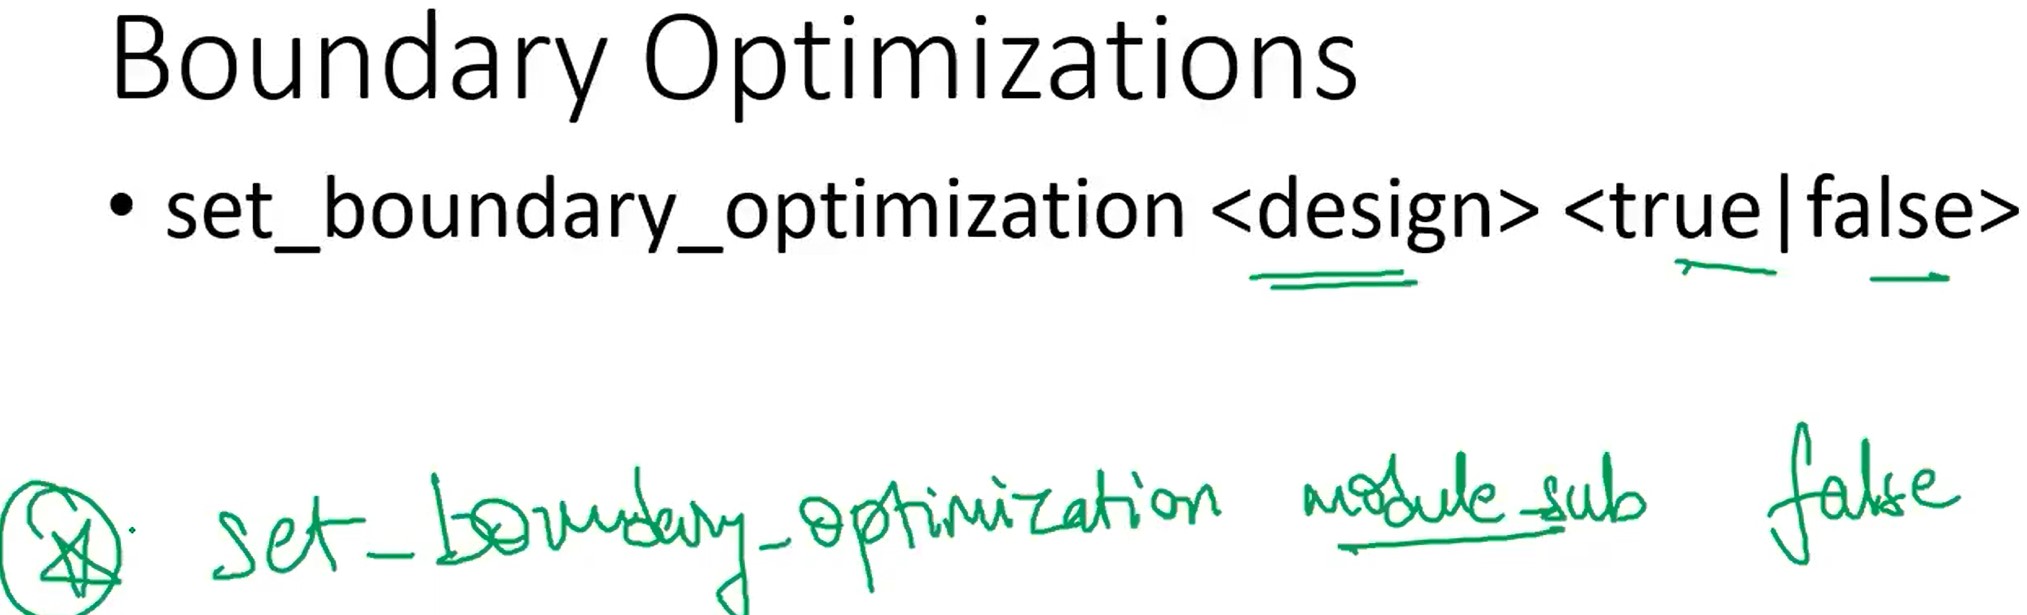 Boundary Optimizations
• set_boundary_optimization <design> <true|false>
set_boundary_optimization module_sub false